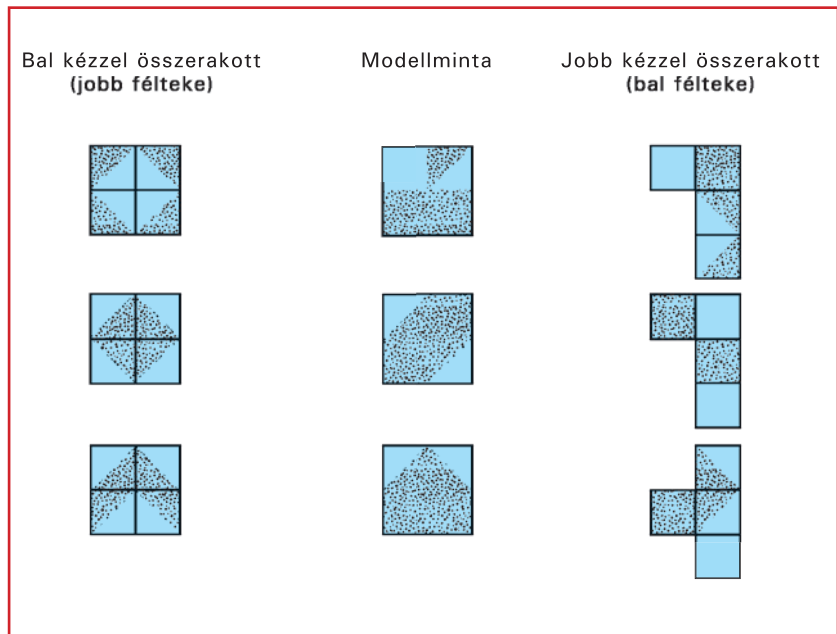 Bal kézzel összerakott
(jobb félteke)
Modellminta
Jobb kézzel összerakott
(bal félteke)